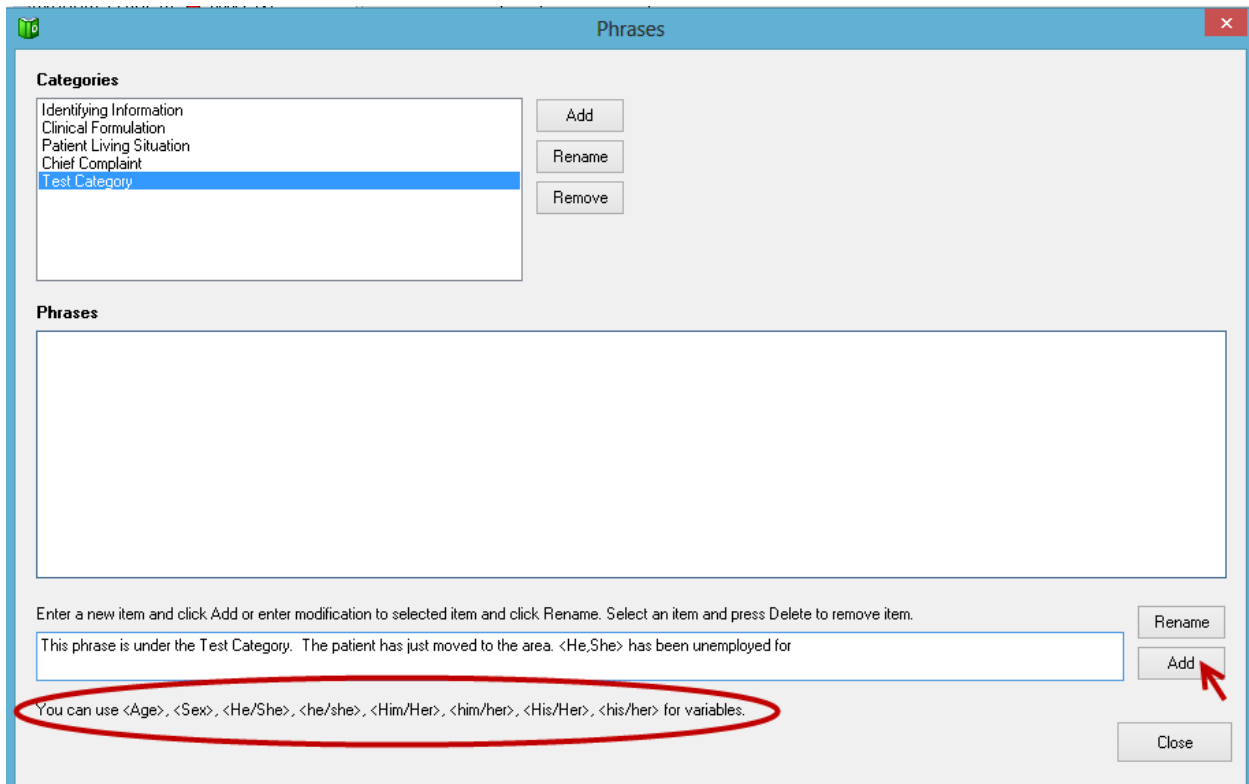 Phrases
Categories
Identifying Information
Clinical Formulation
Patient Living Situation
Chief Complaint
Test Category
Add
Rename
Remove
Phrases
Enter a new item and click Add or enter modification to selected item and click Rename. Select an item and press Delete to remove item.
Rename
This phrase is under the Test Category.  The patient has just moved to the area. <He,She> has been unemployed for
Add
You can use <Age>, <Sex>, <He/She>, <he/she>, <Him/Her>, <him/her>, <His/Her>, <his/her> for variables.
Close